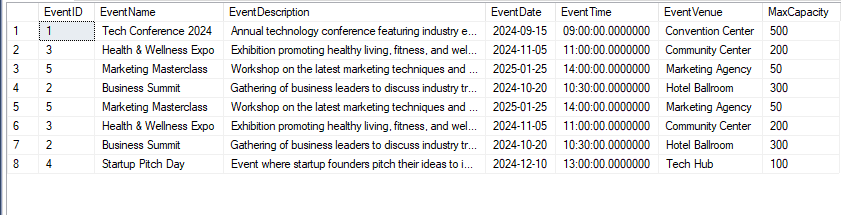 EventID EventName EventDescription EventDate EventTime EventVenue MaxCapacity
1 1 Tech Conference 2024 Annual technology conference featuring industry e... 2024-09-15 09:00:00.0000000 Convention Center 500
2 3 Health & Wellness Expo Exhibition promoting healthy living, fitness, and wel... 2024-11-05 11:00:00.0000000 Community Center 200
3 5 Marketing Masterclass Workshop on the latest marketing techniques and ... 2025-01-25 14:00:00.0000000 Marketing Agency 50
4 2 Business Summit Gathering of business leaders to discuss industry tr... 2024-10-20 10:30:00.0000000 Hotel Ballroom 300
5 5 Marketing Masterclass Workshop on the latest marketing techniques and ... 2025-01-25 14:00:00.0000000 Marketing Agency 50
6 3 Health & Wellness Expo Exhibition promoting healthy living, fitness, and wel... 2024-11-05 11:00:00.0000000 Community Center 200
7 2 Business Summit Gathering of business leaders to discuss industry tr... 2024-10-20 10:30:00.0000000 Hotel Ballroom 300
8 4 Startup Pitch Day Event where startup founders pitch their ideas to i... 2024-12-10 13:00:00.0000000 Tech Hub 100